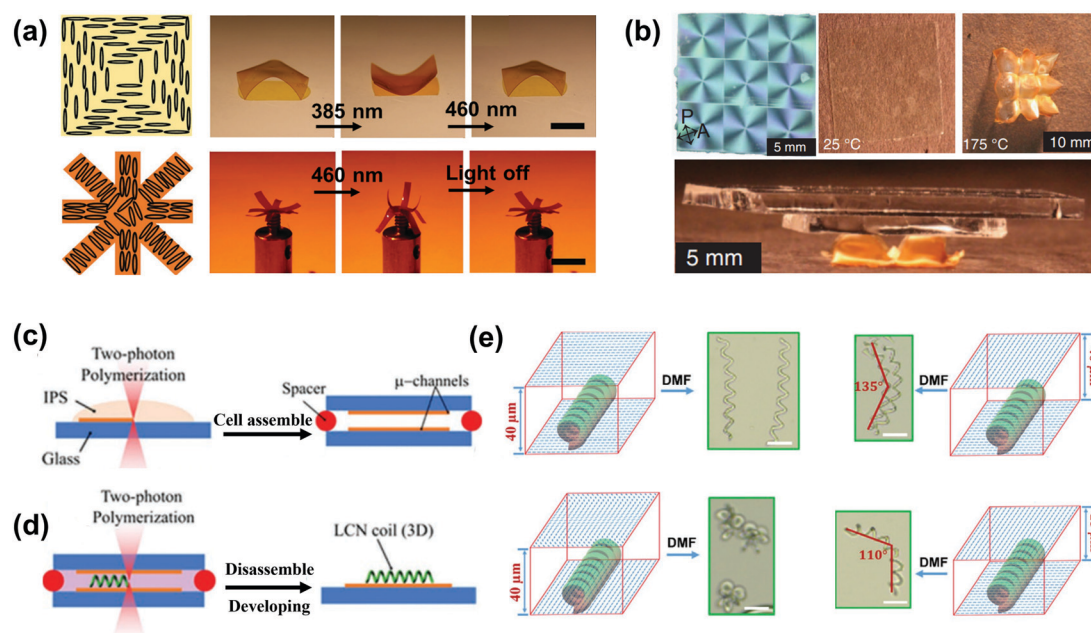 (a)
385 nm
460 nm
460 nm
Light off
(b)
P
A
5 mm
25 °C
175 °C
10 mm
5 mm
(c)
Two-photon
Polymerization
IPS
Glass
Cell assemble
Spacer
μ-channels
(d)
Two-photon
Polymerization
Disassemble
Developing
LCN coil (3D)
(e)
40 μm
DMF
135°
DMF
40 μm
DMF
110°
DMF